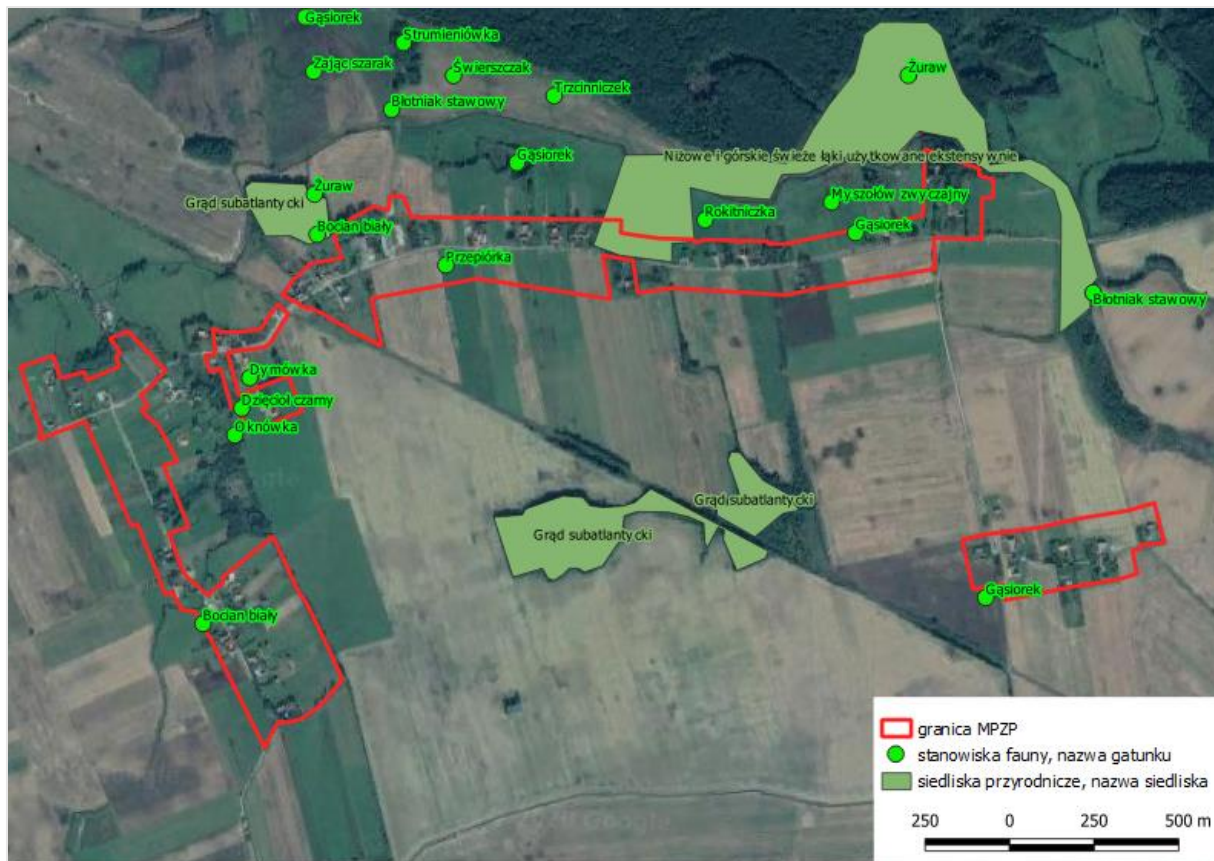 Gąsiorek
Strumieniówka
Zając szarak
Świerszczak
Żuraw
Trzcinniczek
Błotniak stawowy
Gąsiorek
Niżowe i górskie świeże łąki użytkowane ekstensywnie
Żuraw
Grąd subatlantycki
Myszołów zwyczajny
Rokitniczka
Bocian biały
Gąsiorek
Przepiórka
Błotniak stawowy
Dymówka
Dzięcioł czarny
Oknówka
Grąd subatlantycki
Grąd subatlantycki
Gąsiorek
Bocian biały
granica MPZP
stanowiska fauny, nazwa gatunku
siedliska przyrodnicze, nazwa siedliska
250 0 250 500 m